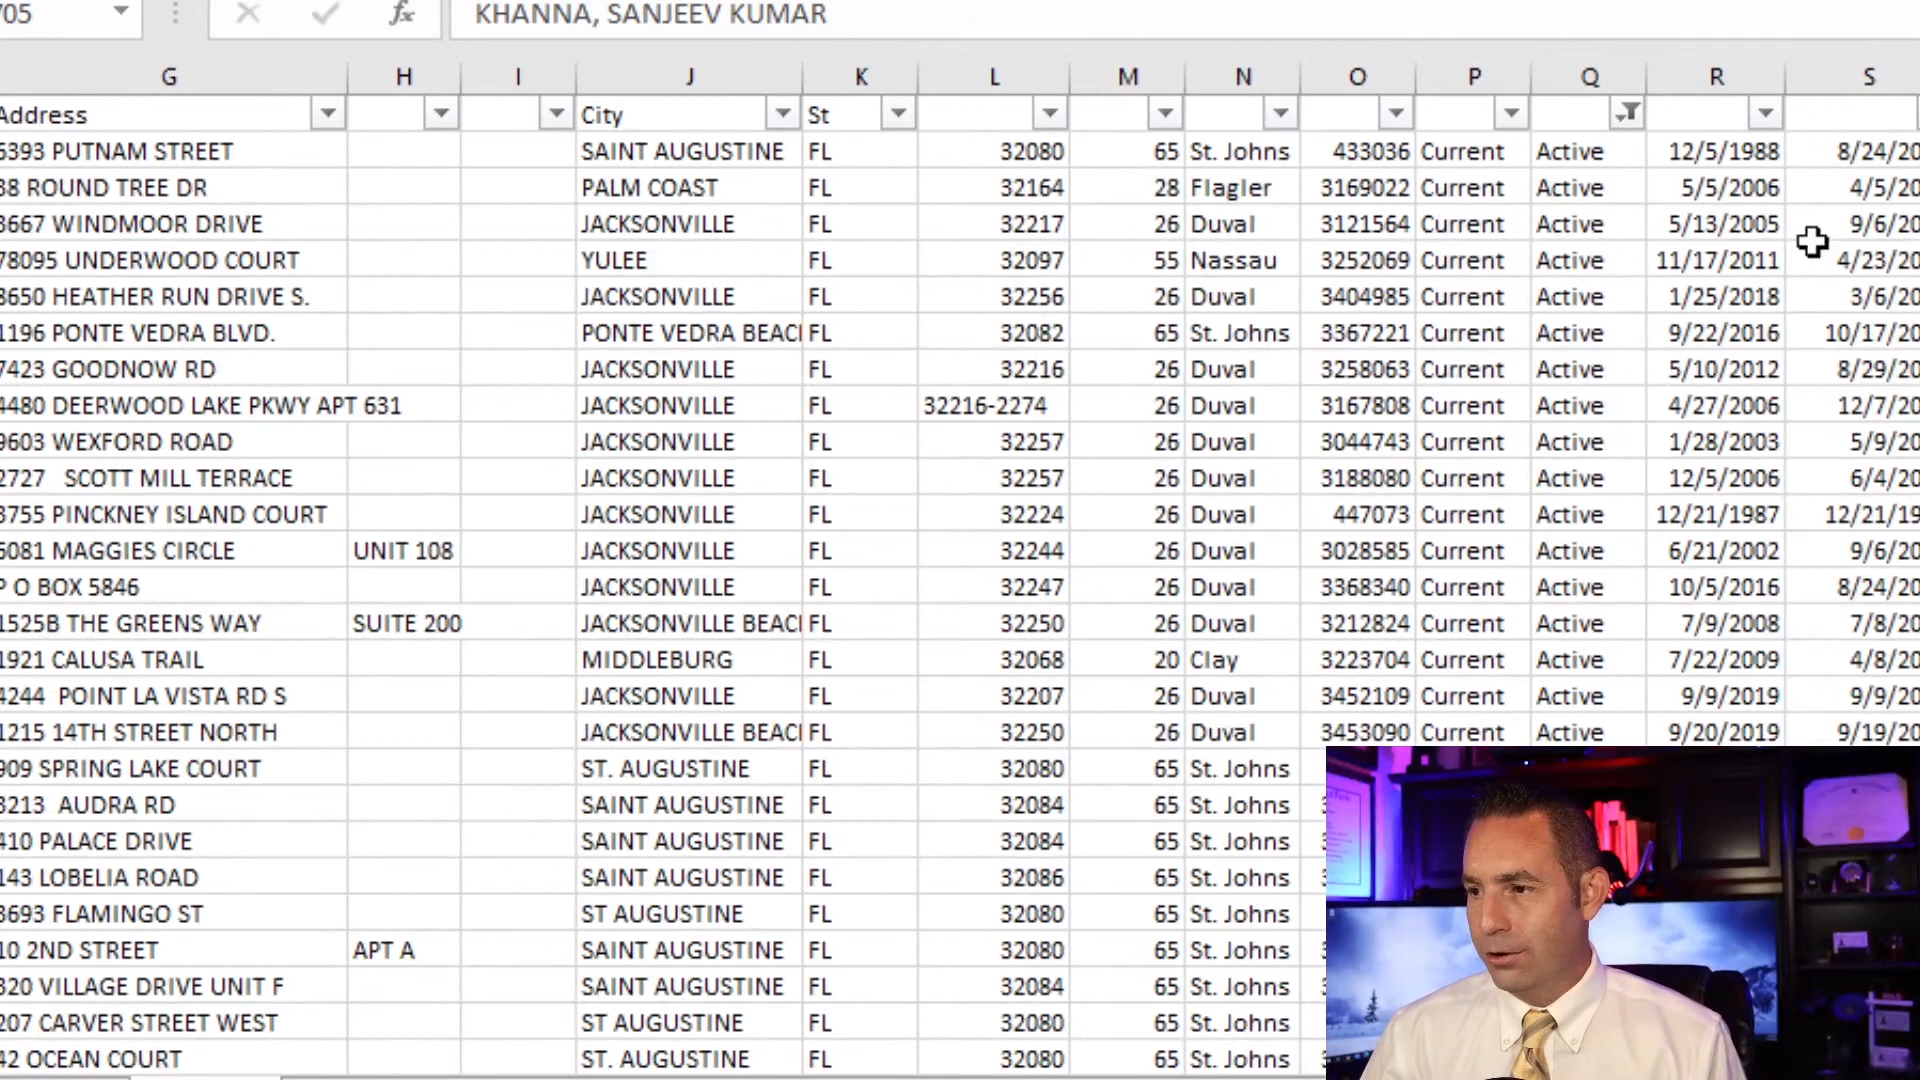 705 KHANNA, SANJEEV KUMAR
G H I J K L M N O P Q R S
Address City St
5393 PUTNAM STREET SAINT AUGUSTINE FL 32080 65 St. Johns 433036 Current Active 12/5/1988 8/24/20
38 ROUND TREE DR PALM COAST FL 32164 28 Flagler 3169022 Current Active 5/5/2006 4/5/20
3667 WINDMOOR DRIVE JACKSONVILLE FL 32217 26 Duval 3121564 Current Active 5/13/2005 9/6/20
78095 UNDERWOOD COURT YULEE FL 32097 55 Nassau 3252069 Current Active 11/17/2011 4/23/20
8650 HEATHER RUN DRIVE S. JACKSONVILLE FL 32256 26 Duval 3404985 Current Active 1/25/2018 3/6/20
1196 PONTE VEDRA BLVD. PONTE VEDRA BEACH FL 32082 65 St. Johns 3367221 Current Active 9/22/2016 10/17/20
7423 GOODNOW RD JACKSONVILLE FL 32216 26 Duval 3258063 Current Active 5/10/2012 8/29/20
4480 DEERWOOD LAKE PKWY APT 631 JACKSONVILLE FL 32216-2274 26 Duval 3167808 Current Active 4/27/2006 12/7/20
9603 WEXFORD ROAD JACKSONVILLE FL 32257 26 Duval 3044743 Current Active 1/28/2003 5/9/20
2727 SCOTT MILL TERRACE JACKSONVILLE FL 32257 26 Duval 3188080 Current Active 12/5/2006 6/4/20
3755 PINCKNEY ISLAND COURT JACKSONVILLE FL 32224 26 Duval 447073 Current Active 12/21/1987 12/21/19
6081 MAGGIES CIRCLE UNIT 108 JACKSONVILLE FL 32244 26 Duval 3028585 Current Active 6/21/2002 9/6/20
P O BOX 5846 JACKSONVILLE FL 32247 26 Duval 3368340 Current Active 10/5/2016 8/24/20
1525B THE GREENS WAY SUITE 200 JACKSONVILLE BEACH FL 32250 26 Duval 3212824 Current Active 7/9/2008 7/8/20
1921 CALUSA TRAIL MIDDLEBURG FL 32068 20 Clay 3223704 Current Active 7/22/2009 4/8/20
4244 POINT LA VISTA RD S JACKSONVILLE FL 32207 26 Duval 3452109 Current Active 9/9/2019 9/9/20
1215 14TH STREET NORTH JACKSONVILLE BEACH FL 32250 26 Duval 3453090 Current Active 9/20/2019 9/19/20
909 SPRING LAKE COURT ST. AUGUSTINE FL 32080 65 St. Johns
3213 AUDRA RD SAINT AUGUSTINE FL 32084 65 St. Johns
410 PALACE DRIVE SAINT AUGUSTINE FL 32084 65 St. Johns
143 LOBELIA ROAD SAINT AUGUSTINE FL 32086 65 St. Johns
3693 FLAMINGO ST ST AUGUSTINE FL 32080 65 St. Johns
10 2ND STREET APT A SAINT AUGUSTINE FL 32080 65 St. Johns
320 VILLAGE DRIVE UNIT F SAINT AUGUSTINE FL 32084 65 St. Johns
207 CARVER STREET WEST ST AUGUSTINE FL 32080 65 St. Johns
42 OCEAN COURT ST. AUGUSTINE FL 32080 65 St. Johns